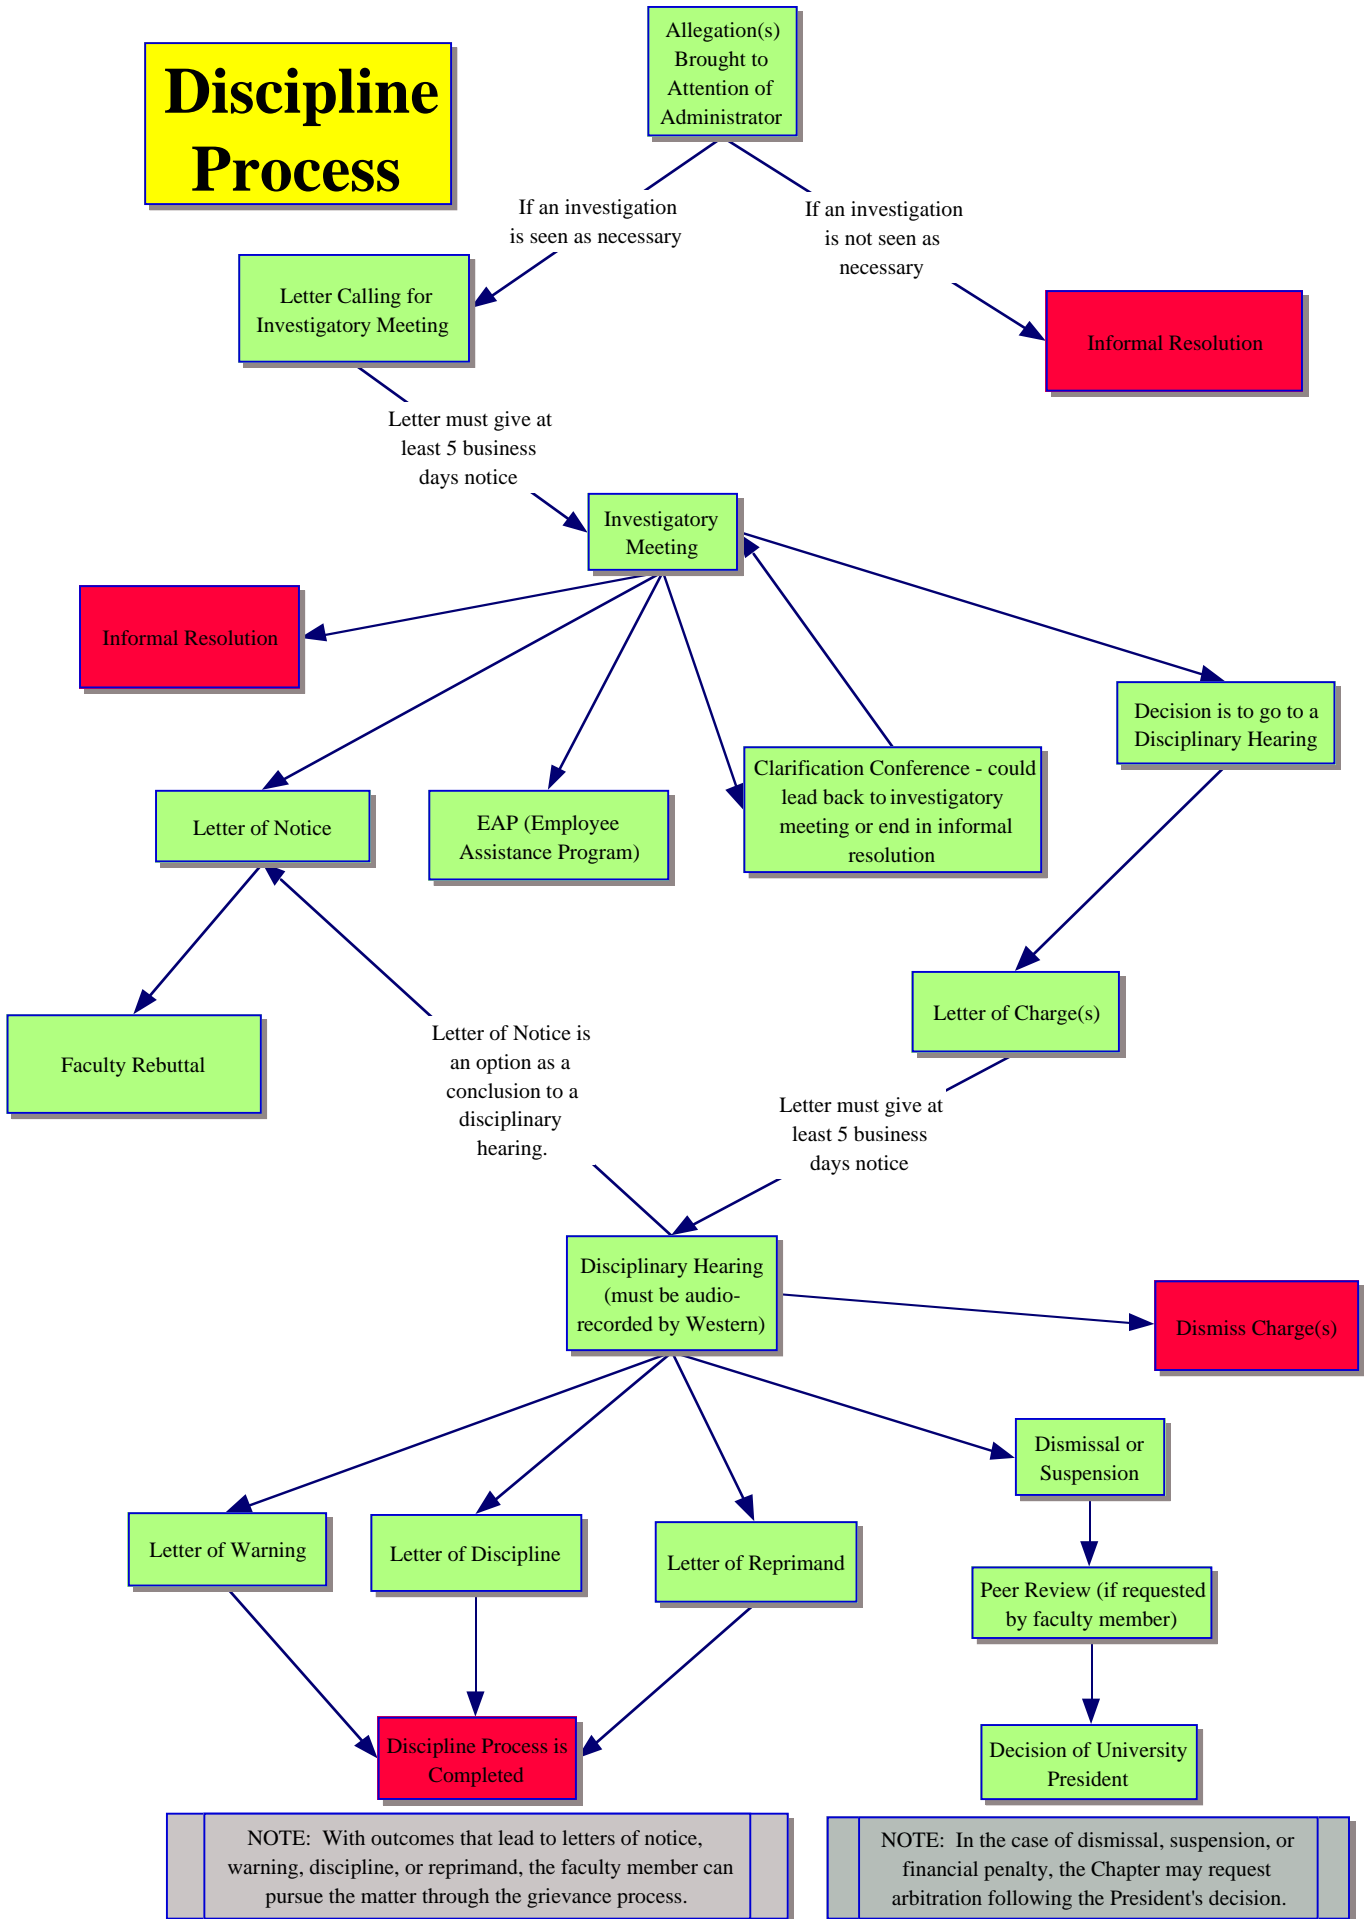 Discipline
Process
Allegation(s)
Brought to
Attention of
Administrator
If an investigation
is seen as necessary
If an investigation
is not seen as
necessary
Letter Calling for
Investigatory Meeting
Informal Resolution
Letter must give at
least 5 business
days notice
Investigatory
Meeting
Informal Resolution
Decision is to go to a
Disciplinary Hearing
Letter of Notice
EAP (Employee
Assistance Program)
Clarification Conference - could
lead back to investigatory
meeting or end in informal
resolution
Faculty Rebuttal
Letter of Notice is
an option as a
conclusion to a
disciplinary
hearing.
Letter of Charge(s)
Letter must give at
least 5 business
days notice
Disciplinary Hearing
(must be audio-
recorded by Western)
Dismiss Charge(s)
Dismissal or
Suspension
Letter of Warning
Letter of Discipline
Letter of Reprimand
Peer Review (if requested
by faculty member)
Discipline Process is
Completed
Decision of University
President
NOTE:  With outcomes that lead to letters of notice,
warning, discipline, or reprimand, the faculty member can
pursue the matter through the grievance process.
NOTE:  In the case of dismissal, suspension, or
financial penalty, the Chapter may request
arbitration following the President's decision.